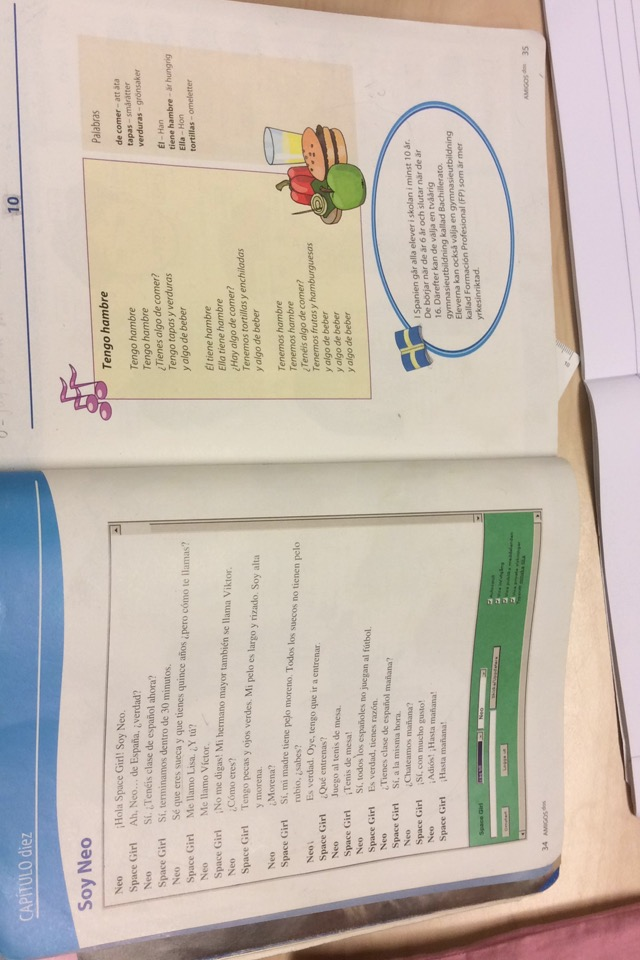 CAPÍTULO diez
Soy Neo
Neo ¡Hola Space Girl! Soy Neo.
Space Girl Ah, Neo… de España, ¿verdad?
Neo Sí. ¿Tenéis clase de español ahora?
Space Girl Sí, terminamos dentro de 30 minutos.
Neo Sé que eres sueca y que tienes quince años ¿pero cómo te llamas?
Space Girl Me llamo Lisa. ¿Y tú?
Neo Me llamo Víctor.
Space Girl ¡No me digas! Mi hermano mayor también se llama Viktor.
Neo ¿Cómo eres?
Space Girl Tengo pecas y ojos verdes. Mi pelo es largo y rizado. Soy alta
y morena.
Neo ¿Morena?
Space Girl Sí, mi madre tiene pelo moreno. Todos los suecos no tienen pelo
rubio, ¿sabes?
Neo Es verdad. Oye, tengo que ir a entrenar.
Space Girl ¿Qué entrenas?
Neo Juego al tenis de mesa.
Space Girl ¡Tenis de mesa!
Neo Sí, todos los españoles no juegan al fútbol.
Space Girl Es verdad, tienes razón.
Neo ¿Tienes clase de español mañana?
Space Girl Sí, a la misma hora.
Neo ¿Chateamos mañana?
Space Girl ¡Sí, con mucho gusto!
Neo ¡Adiós! ¡Hasta mañana!
Space Girl ¡Hasta mañana!
Space Girl
Neo
34 AMIGOS dos
10
Tengo hambre
Tengo hambre
Tengo hambre
¿Tienes algo de comer?
Tengo tapas y verduras
y algo de beber
Él tiene hambre
Ella tiene hambre
¿Hay algo de comer?
Tenemos tortillas y enchiladas
y algo de beber
Tenemos hambre
Tenemos hambre
¿Tenéis algo de comer?
Tenemos frutas y hamburguesas
y algo de beber
y algo de beber
y algo de beber
Palabras
de comer – att äta
tapas – smårätter
verduras – grönsaker
Él – Han
tiene hambre – är hungrig
Ella – Hon
tortillas – omeletter
I Spanien går alla elever i skolan i minst 10 år.
De börjar när de är 6 år och slutar när de är
16. Därefter kan de välja en tvåårig
gymnasieutbildning kallad Bachillerato.
Eleverna kan också välja en gymnasieutbildning
kallad Formación Profesional (FP) som är mer
yrkesinriktad.
AMIGOS dos 35